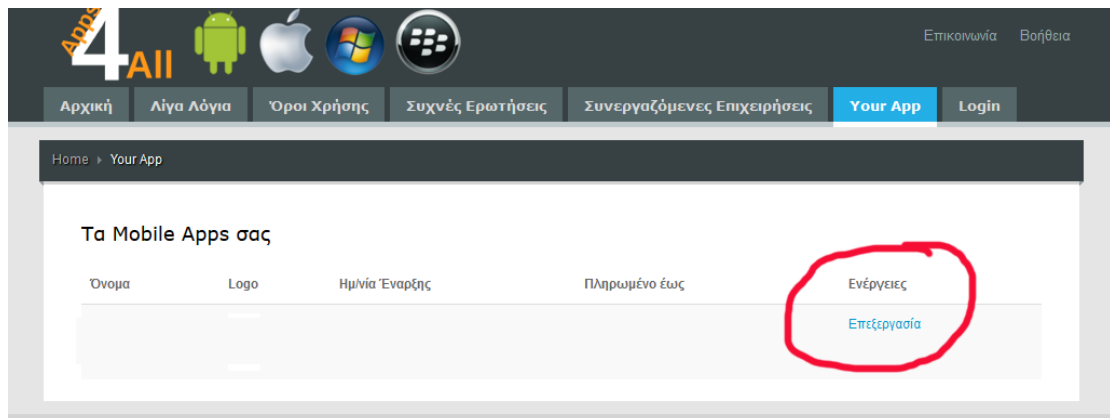 Apps 4 All
Επικοινωνία Βοήθεια
Αρχική Λίγα Λόγια Όροι Χρήσης Συχνές Ερωτήσεις Συνεργαζόμενες Επιχειρήσεις Your App Login
Home Your App
Τα Mobile Apps σας
Όνομα Logo Ημ/νία Έναρξης Πληρωμένο έως Ενέργειες
Επεξεργασία